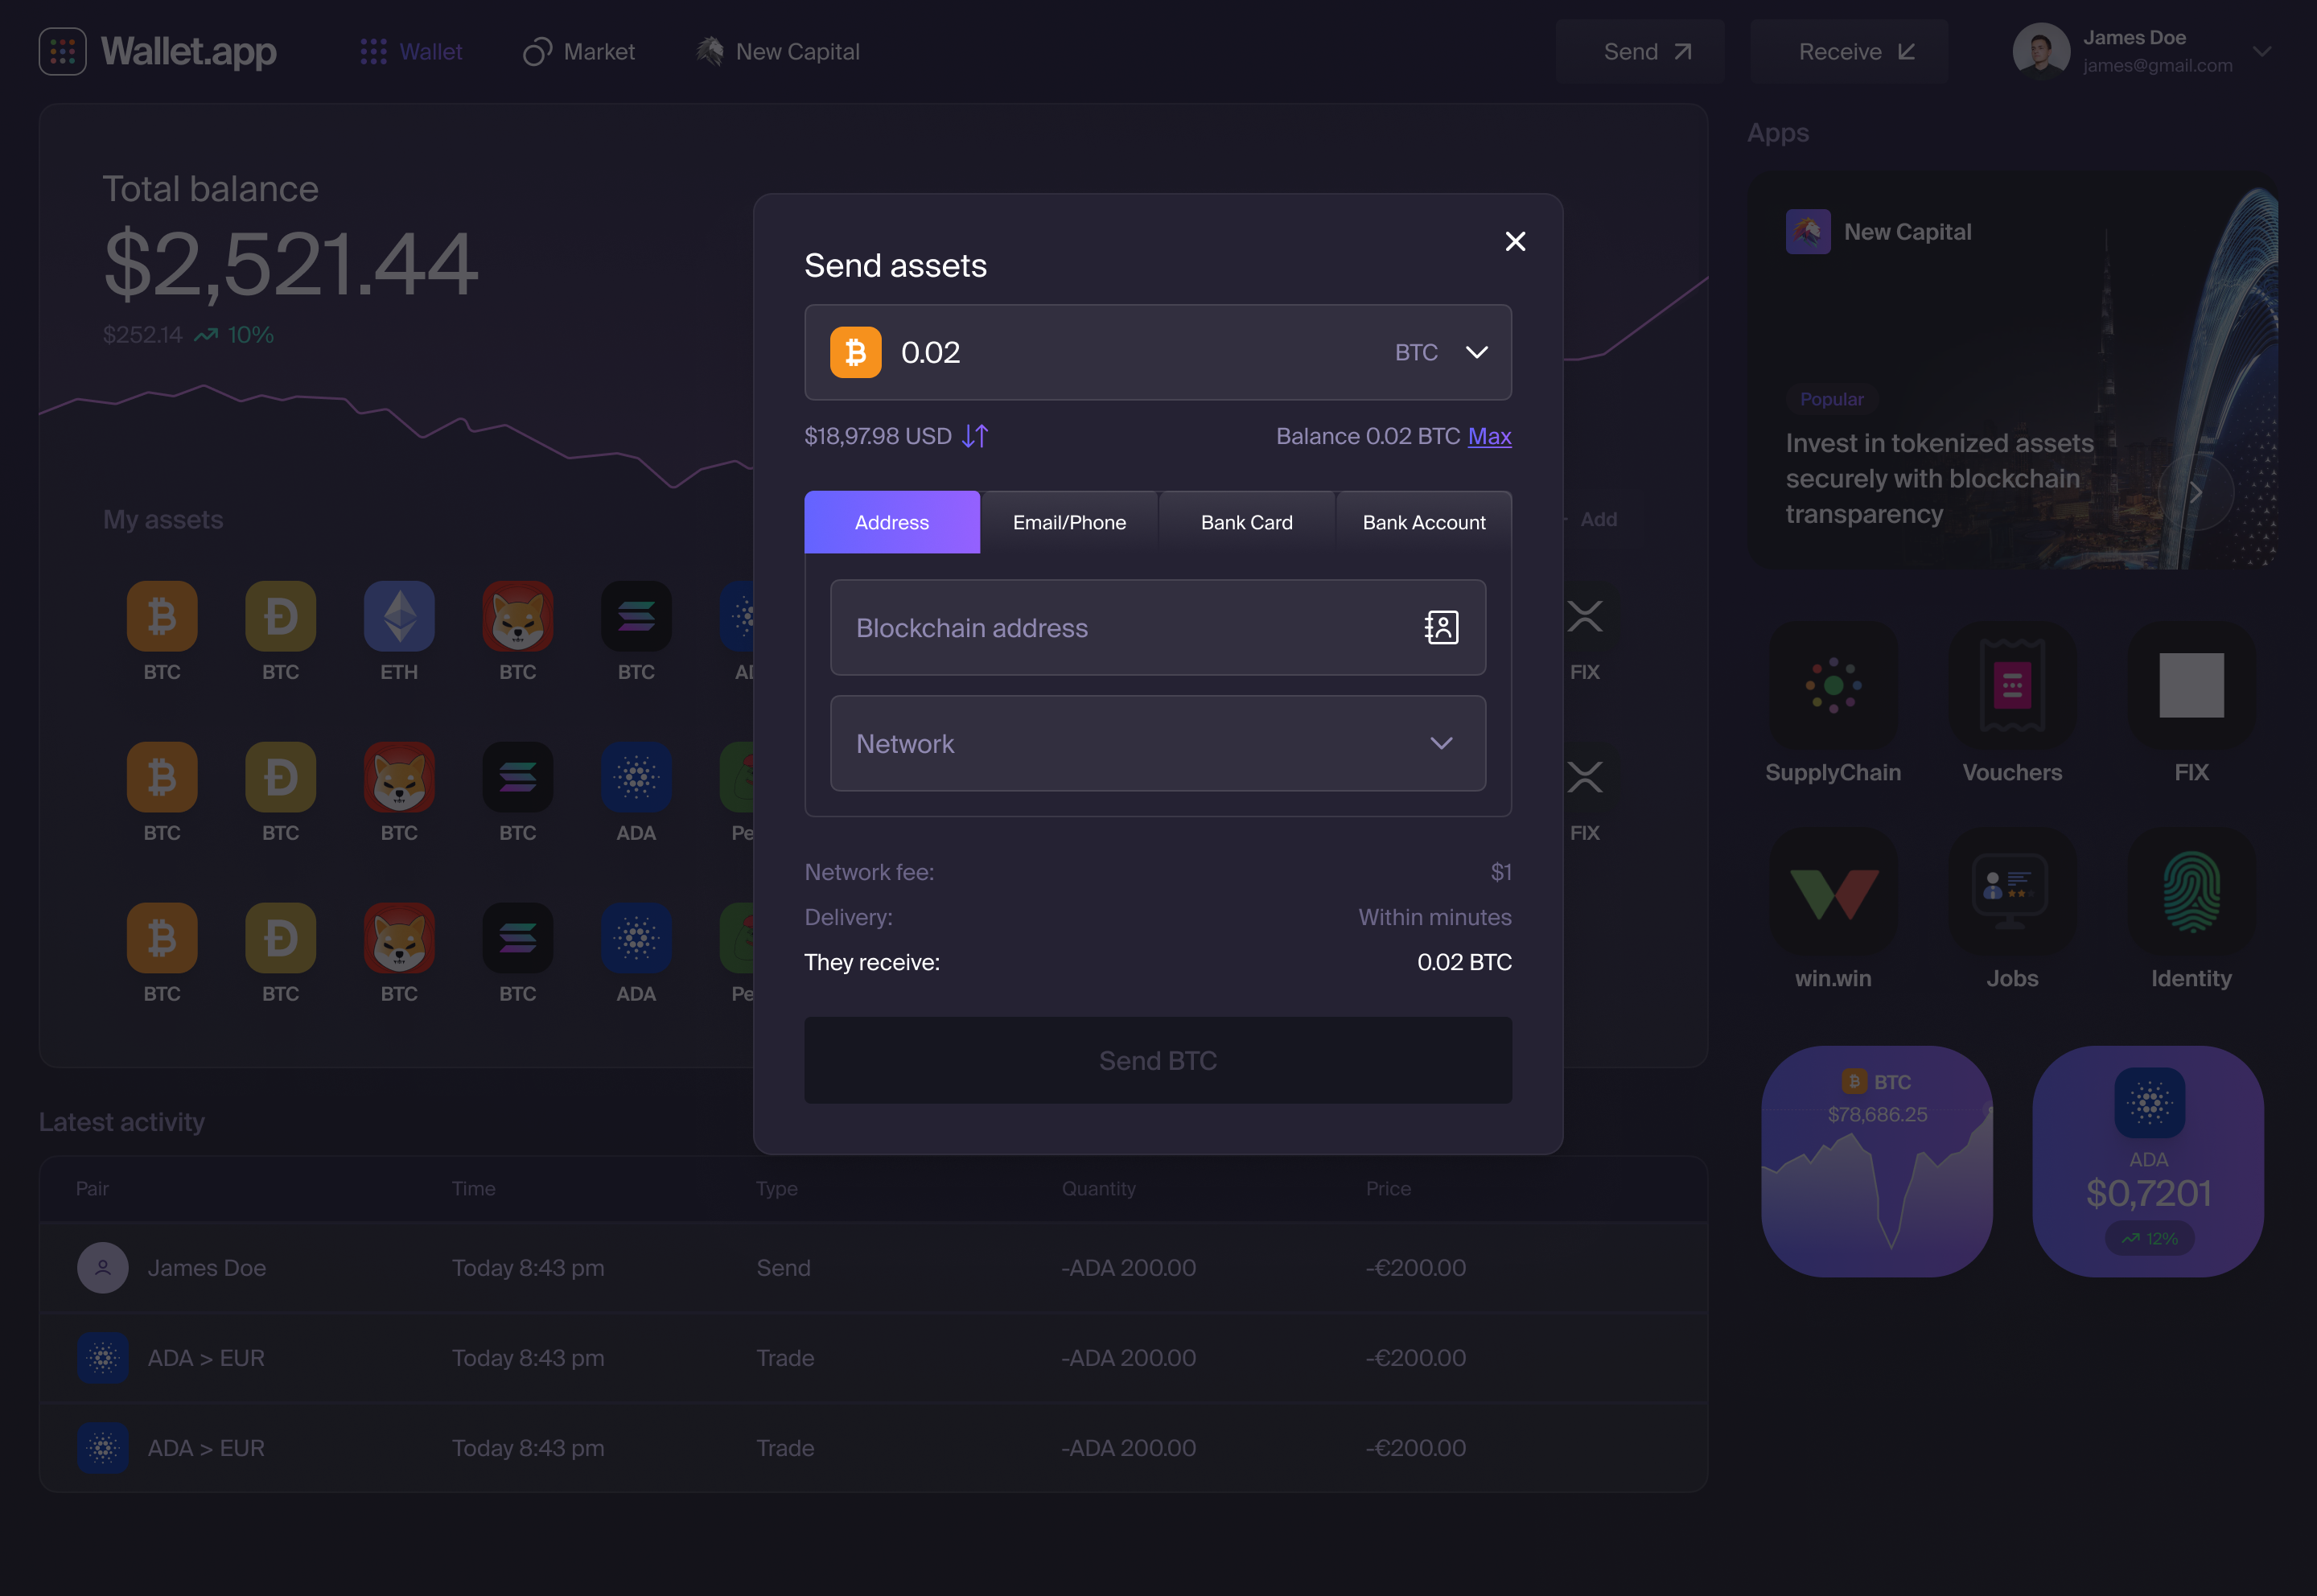 Wallet.app
Wallet
Market
New Capital
Send
Receive
James Doe
james@gmail.com
Total balance
$2,521.44
$252.14 10%
My assets
Add
BTC BTC ETH BTC BTC FIX
BTC BTC BTC BTC ADA FIX
BTC BTC BTC BTC ADA
Send assets
0.02 BTC
$18,97.98 USD
Balance 0.02 BTC Max
Address Email/Phone Bank Card Bank Account
Blockchain address
Network
Network fee: $1
Delivery: Within minutes
They receive: 0.02 BTC
Send BTC
Apps
New Capital
Popular
Invest in tokenized assets
securely with blockchain
transparency
SupplyChain Vouchers FIX
win.win Jobs Identity
BTC
$78,686.25
ADA
$0,7201
12%
Latest activity
Pair Time Type Quantity Price
James Doe Today 8:43 pm Send -ADA 200.00 -€200.00
ADA > EUR Today 8:43 pm Trade -ADA 200.00 -€200.00
ADA > EUR Today 8:43 pm Trade -ADA 200.00 -€200.00